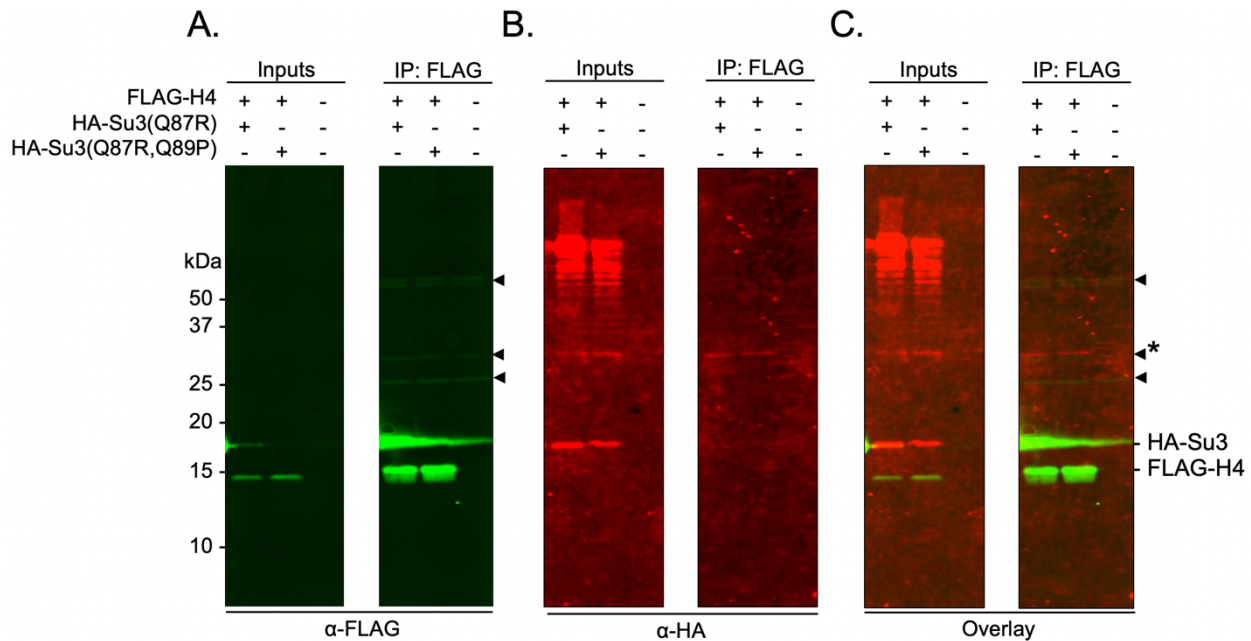 A. B. C.
Inputs IP: FLAG Inputs IP: FLAG Inputs IP: FLAG
FLAG-H4 + + - + + - + + - + + - + + - + + -
HA-Su3(Q87R) + - - + - - + - - + - - + - - + - -
HA-Su3(Q87R,Q89P) - + - - + - - + - - + - - + - - + -
kDa
50
37
*
25
20
HA-Su3
15
FLAG-H4
10
α-FLAG α-HA Overlay